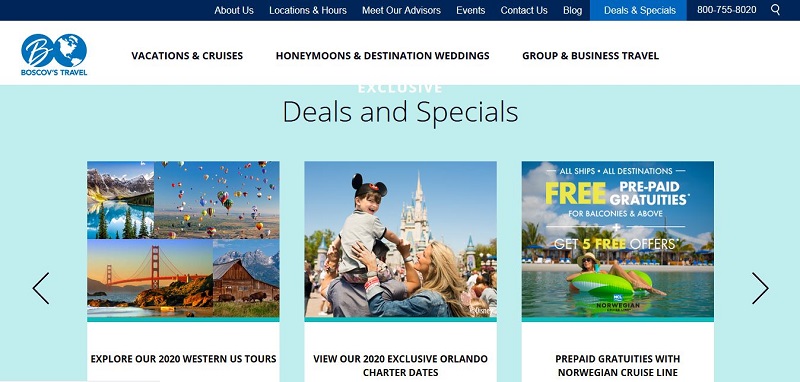 About Us Locations & Hours Meet Our Advisors Events Contact Us Blog Deals & Specials 800-755-8020
B
BOSCOV'S TRAVEL
VACATIONS & CRUISES HONEYMOONS & DESTINATION WEDDINGS GROUP & BUSINESS TRAVEL
EXCLUSIVE
Deals and Specials
ALL SHIPS • ALL DESTINATIONS
FREE PRE-PAID GRATUITIES*
FOR BALCONIES & ABOVE
+
GET 5 FREE OFFERS*
NCL
NORWEGIAN
CRUISE LINE
©Disney
EXPLORE OUR 2020 WESTERN US TOURS
VIEW OUR 2020 EXCLUSIVE ORLANDO
CHARTER DATES
PREPAID GRATUITIES WITH
NORWEGIAN CRUISE LINE